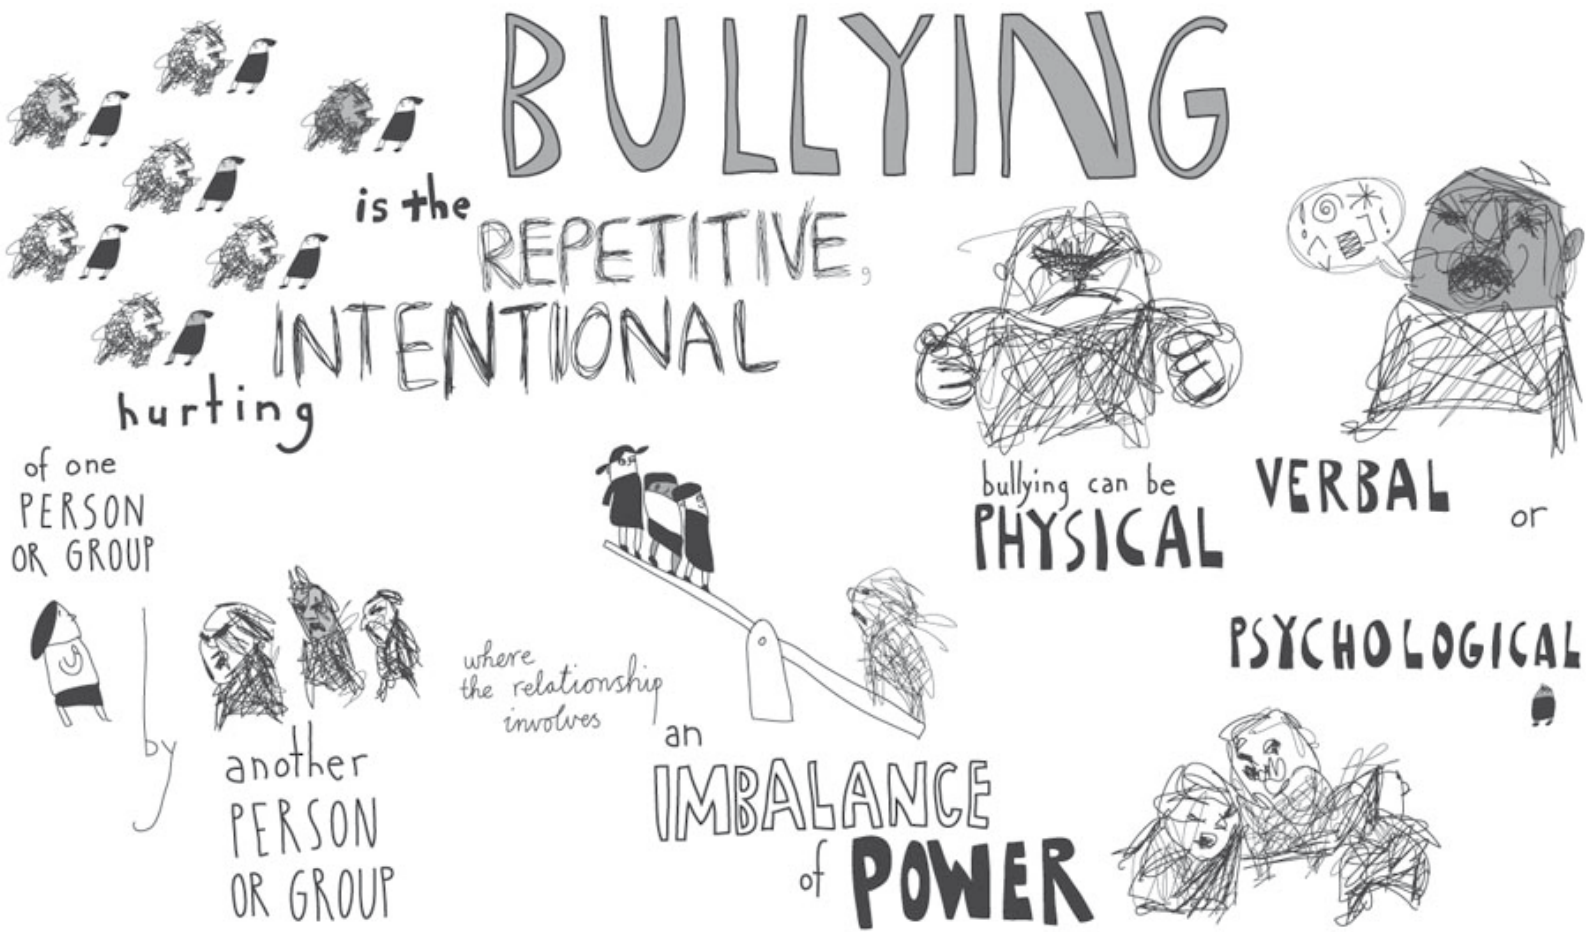 BULLYING
is the
REPETITIVE,
INTENTIONAL
hurting
of one
PERSON
OR GROUP
by
another
PERSON
OR GROUP
where
the relationship
involves
an
IMBALANCE
of POWER
bullying can be
PHYSICAL
VERBAL
or
PSYCHOLOGICAL